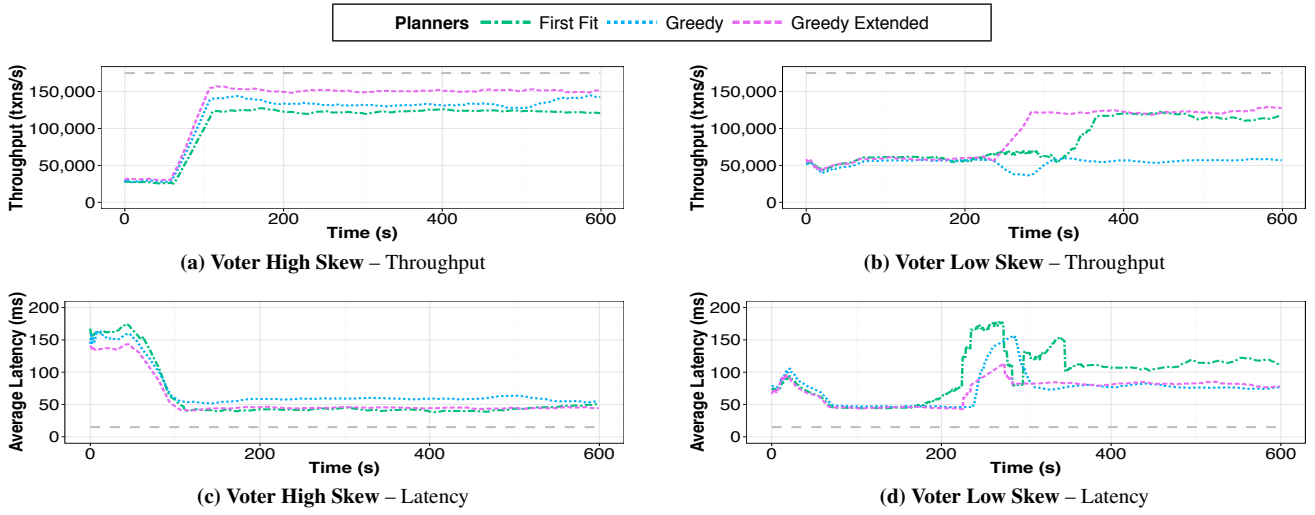 Planners First Fit Greedy Greedy Extended
Throughput (txns/s)
150,000
100,000
50,000
0
0 200 400 600
Time (s)
(a) Voter High Skew – Throughput
Throughput (txns/s)
150,000
100,000
50,000
0
0 200 400 600
Time (s)
(b) Voter Low Skew – Throughput
Average Latency (ms)
200
150
100
50
0
0 200 400 600
Time (s)
(c) Voter High Skew – Latency
Average Latency (ms)
200
150
100
50
0
0 200 400 600
Time (s)
(d) Voter Low Skew – Latency